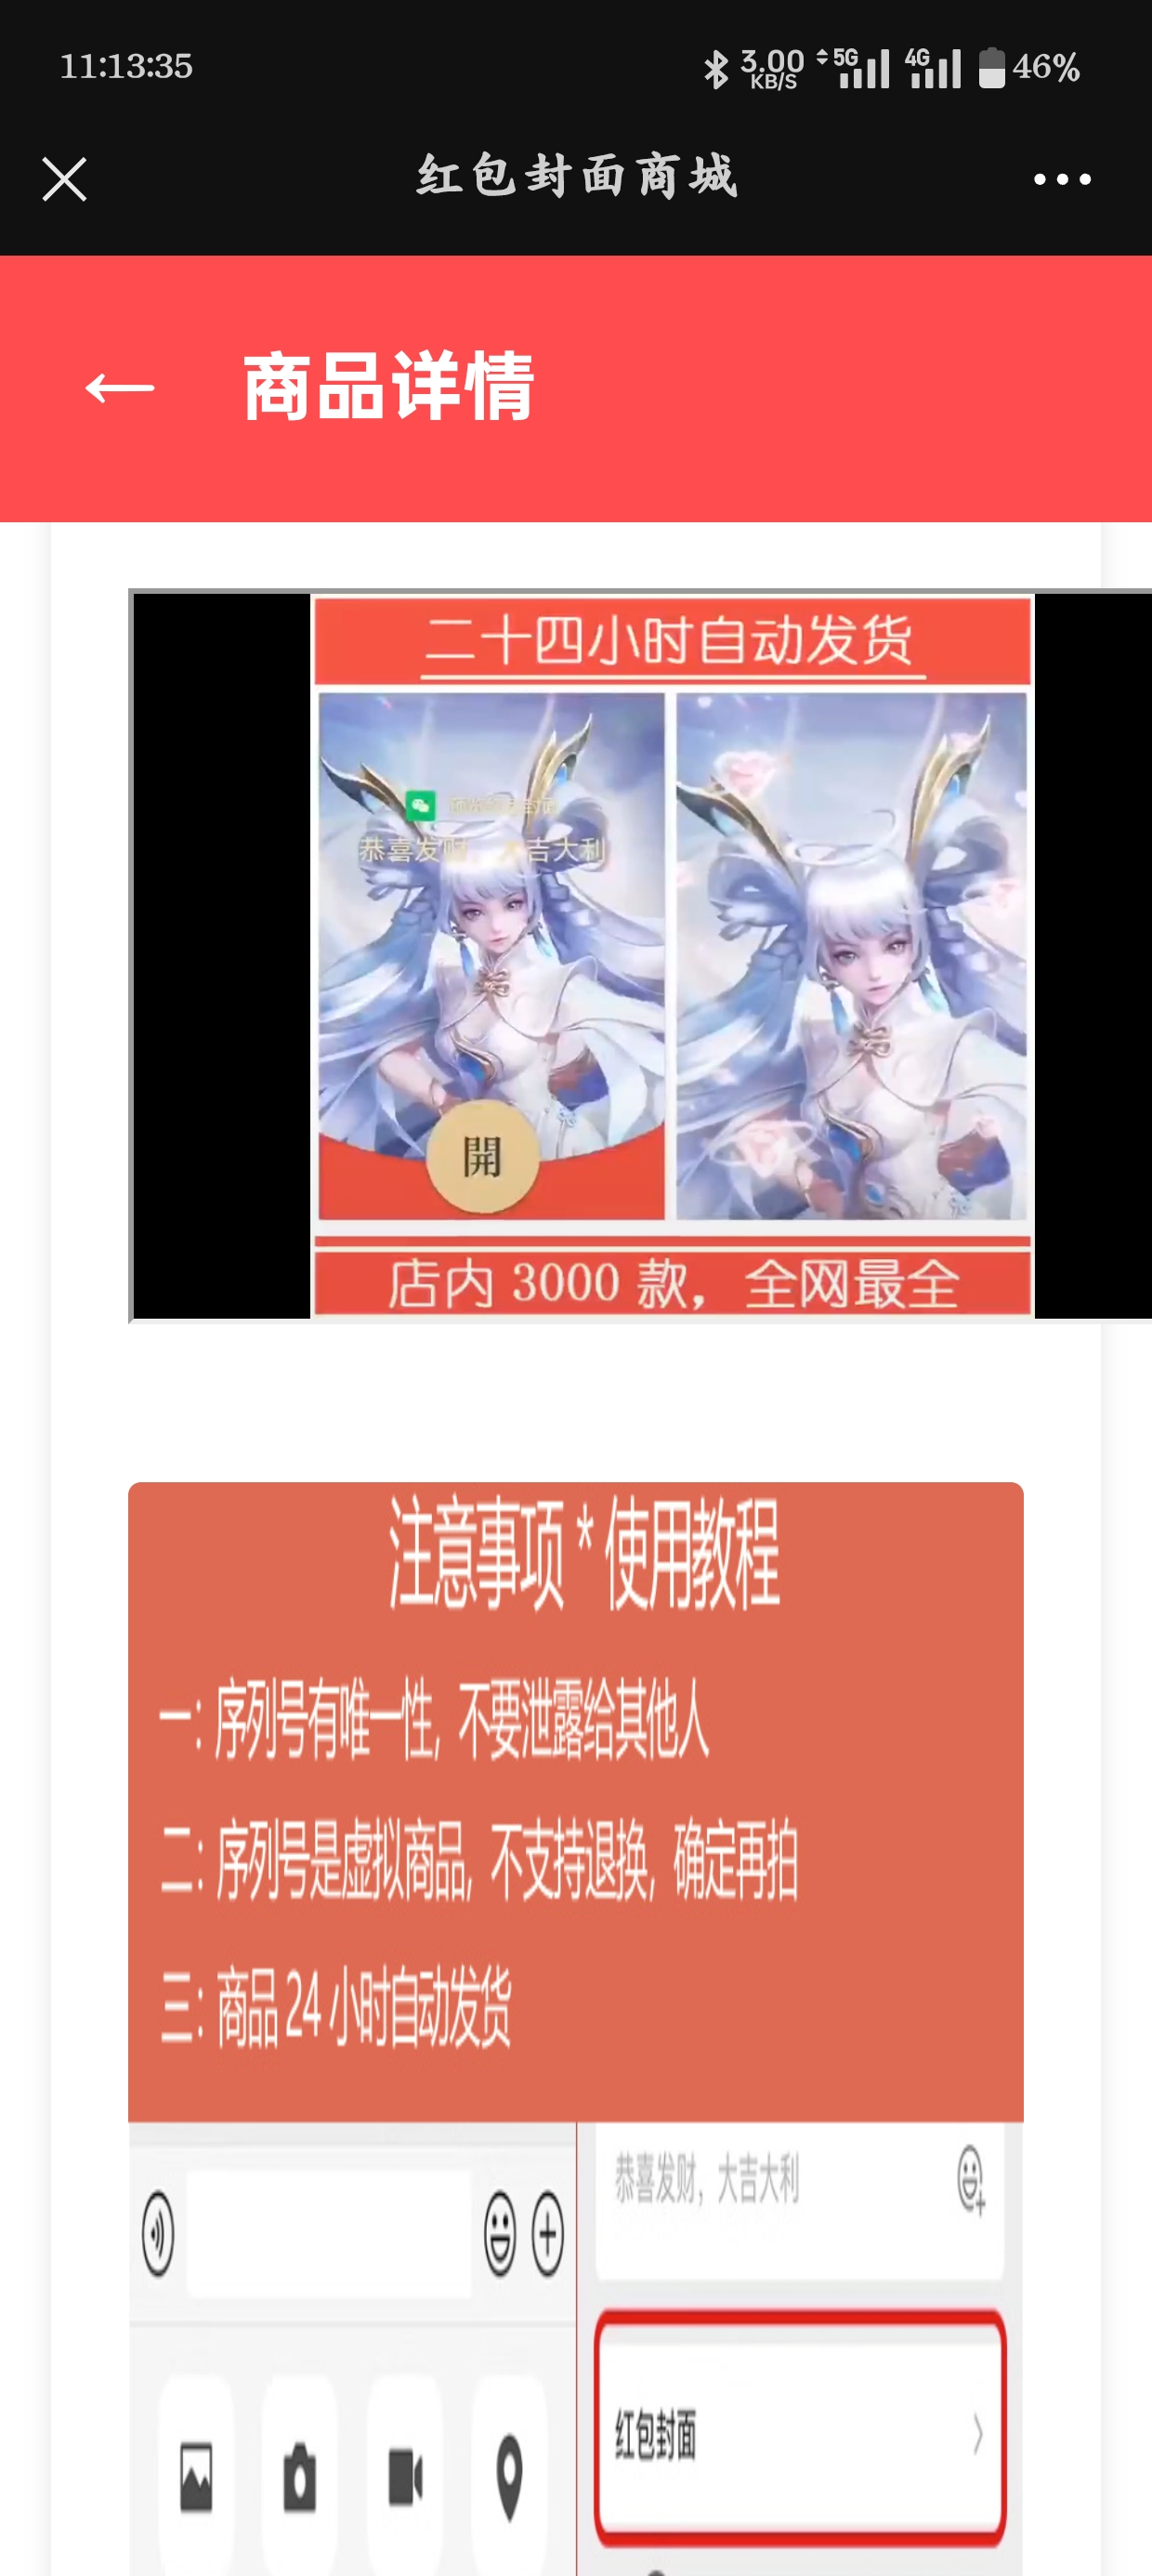 11:13:35
3.00 KB/S 5G 4G 46%
红包封面商城
商品详情
二十四小时自动发货
恭喜发财，大吉大利
開
店内 3000 款，全网最全
注意事项 * 使用教程
一：序列号有唯一性，不要泄露给其他人
二：序列号是虚拟商品，不支持退换，确定再拍
三：商品 24 小时自动发货
恭喜发财，大吉大利
红包封面